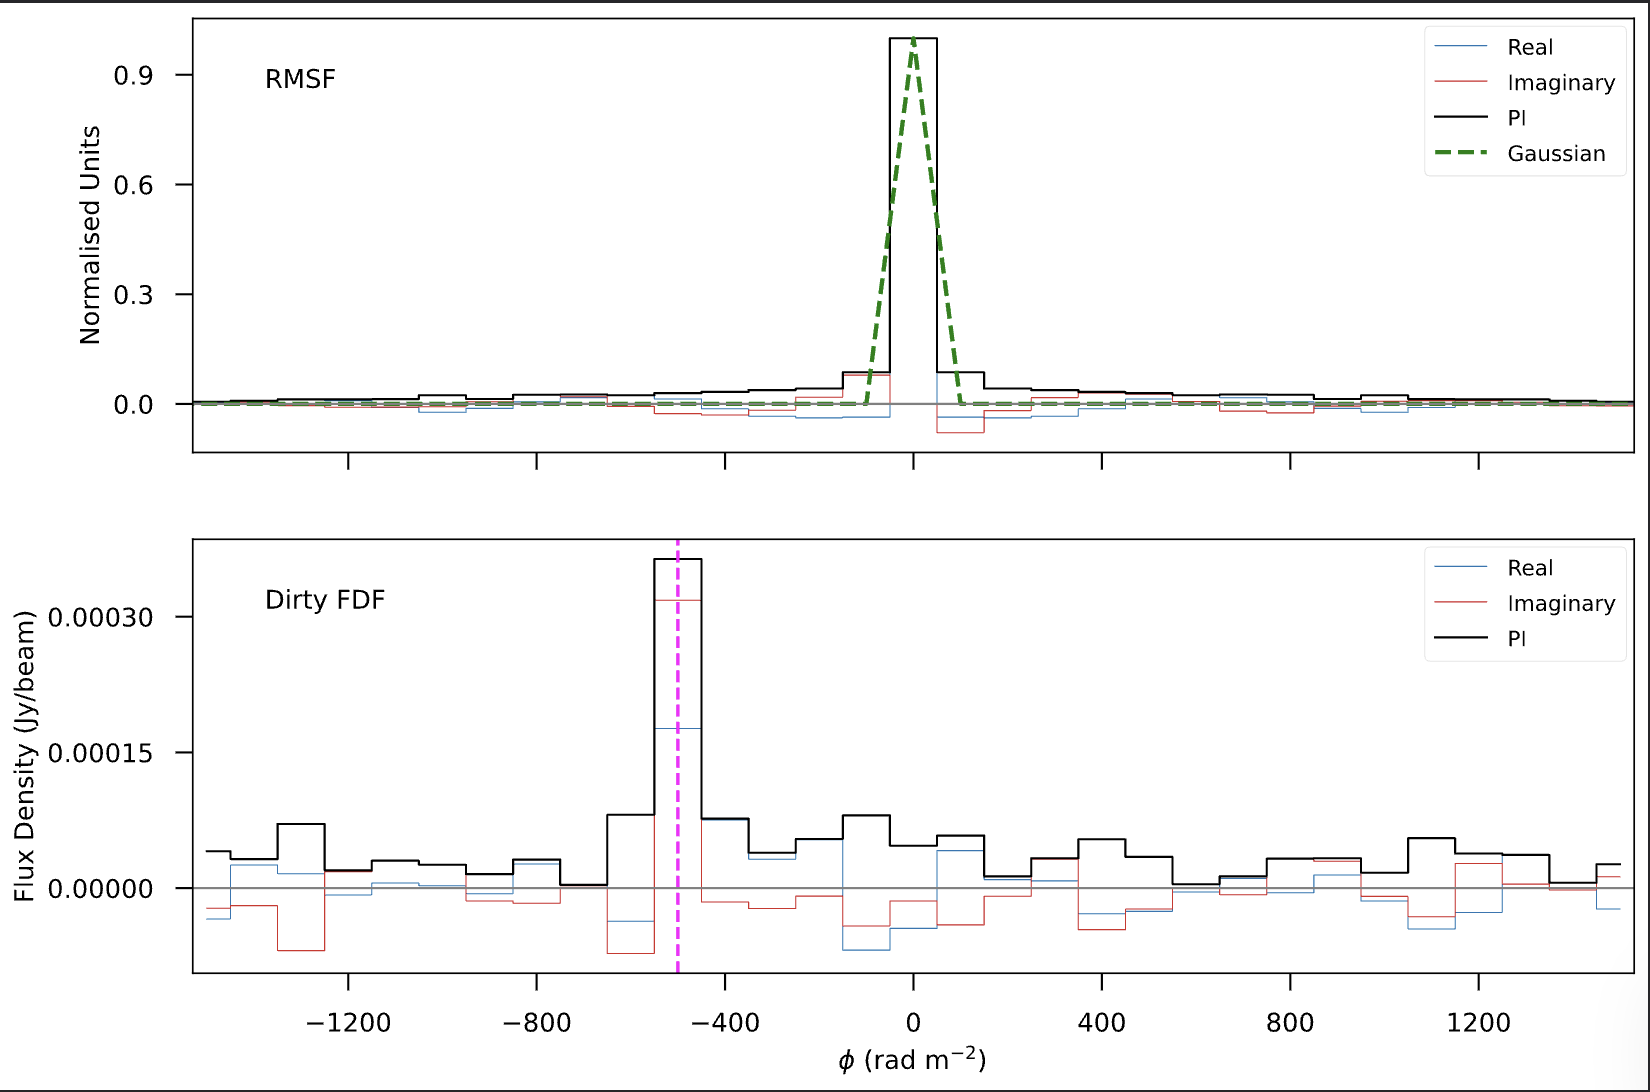 RMSF
Real
Imaginary
PI
Gaussian
Normalised Units
0.9
0.6
0.3
0.0
Dirty FDF
Real
Imaginary
PI
Flux Density (Jy/beam)
0.00030
0.00015
0.00000
−1200 −800 −400 0 400 800 1200
ϕ (rad m⁻²)